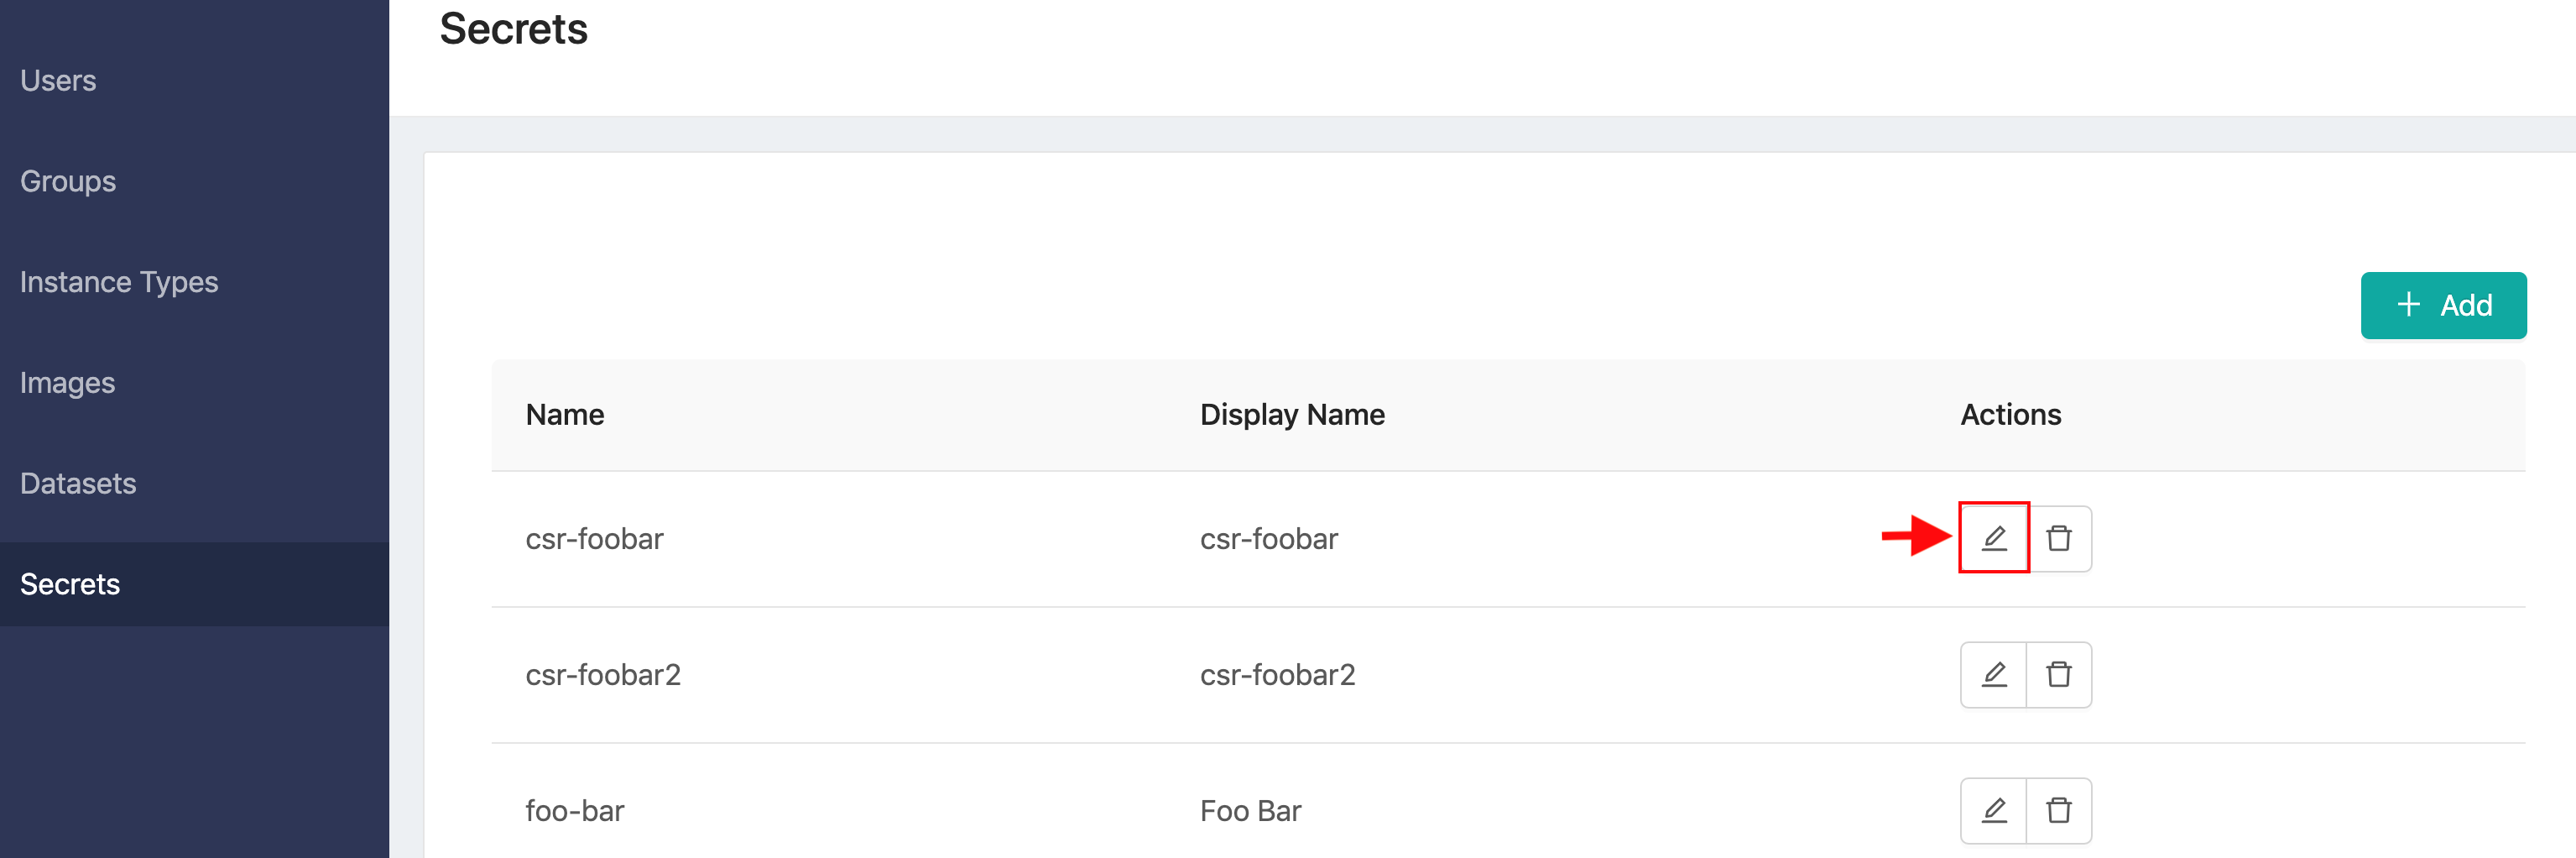 Secrets
Users
Groups
Instance Types
Images
Datasets
Secrets
+ Add
Name Display Name Actions
csr-foobar csr-foobar
csr-foobar2 csr-foobar2
foo-bar Foo Bar